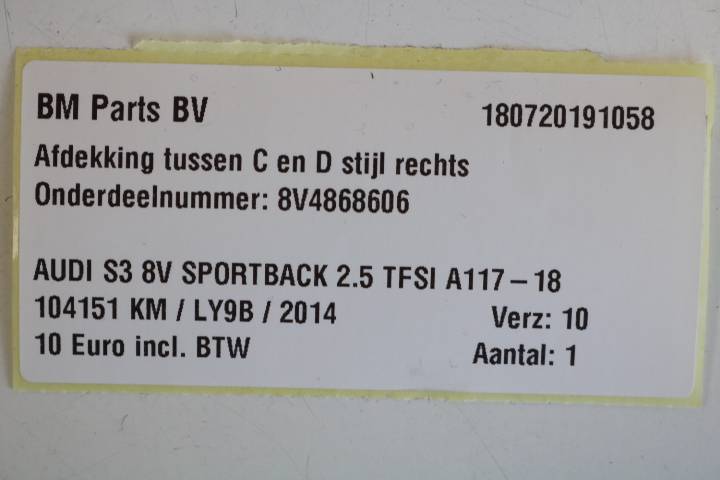 BM Parts BV 180720191058
Afdekking tussen C en D stijl rechts
Onderdeelnummer: 8V4868606
AUDI S3 8V SPORTBACK 2.5 TFSI A117 – 18
104151 KM / LY9B / 2014 Verz: 10
10 Euro incl. BTW Aantal: 1